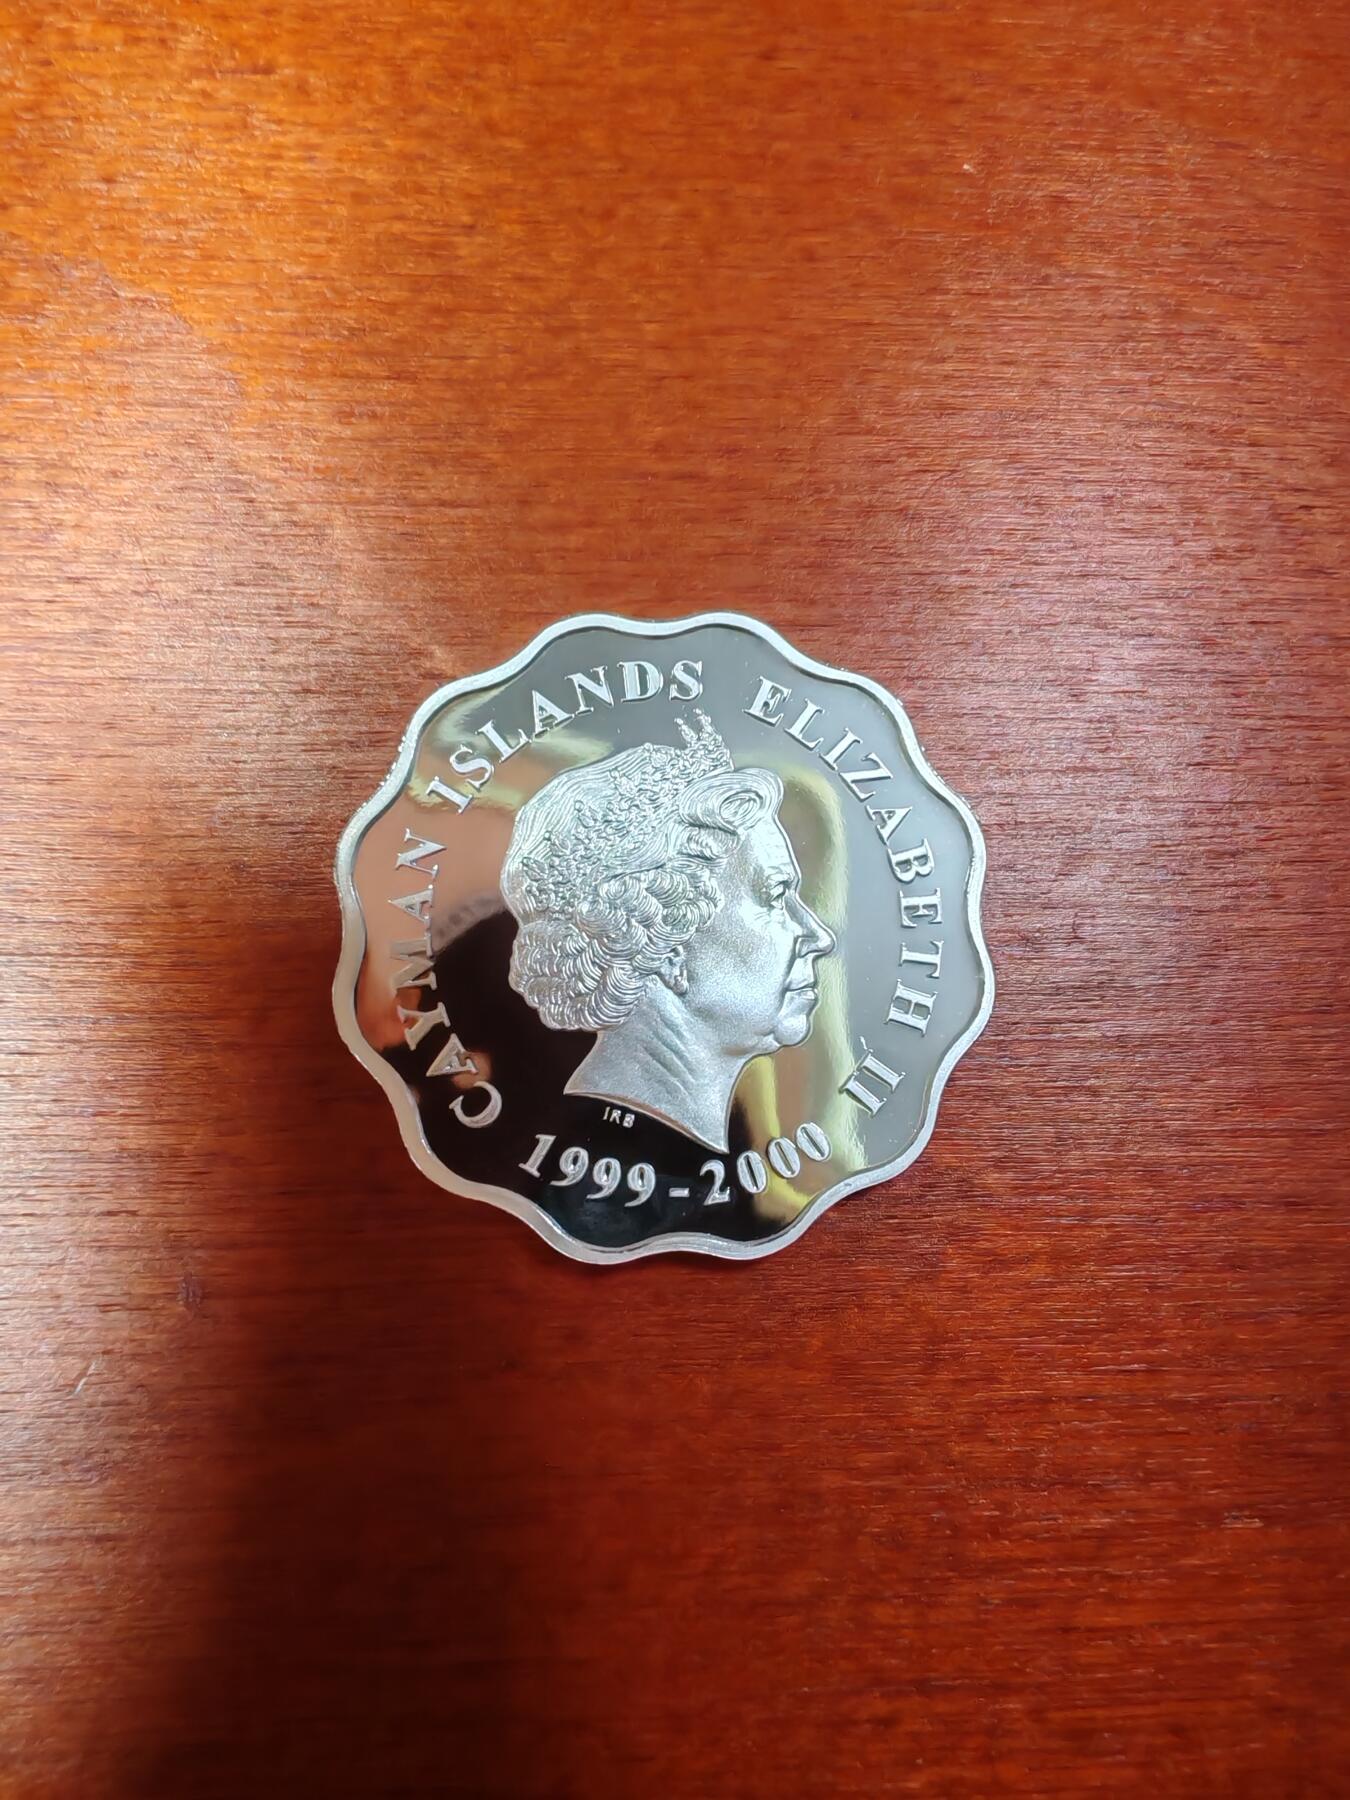 CAYMAN ISLANDS ELIZABETH II
IRB
1999-2000